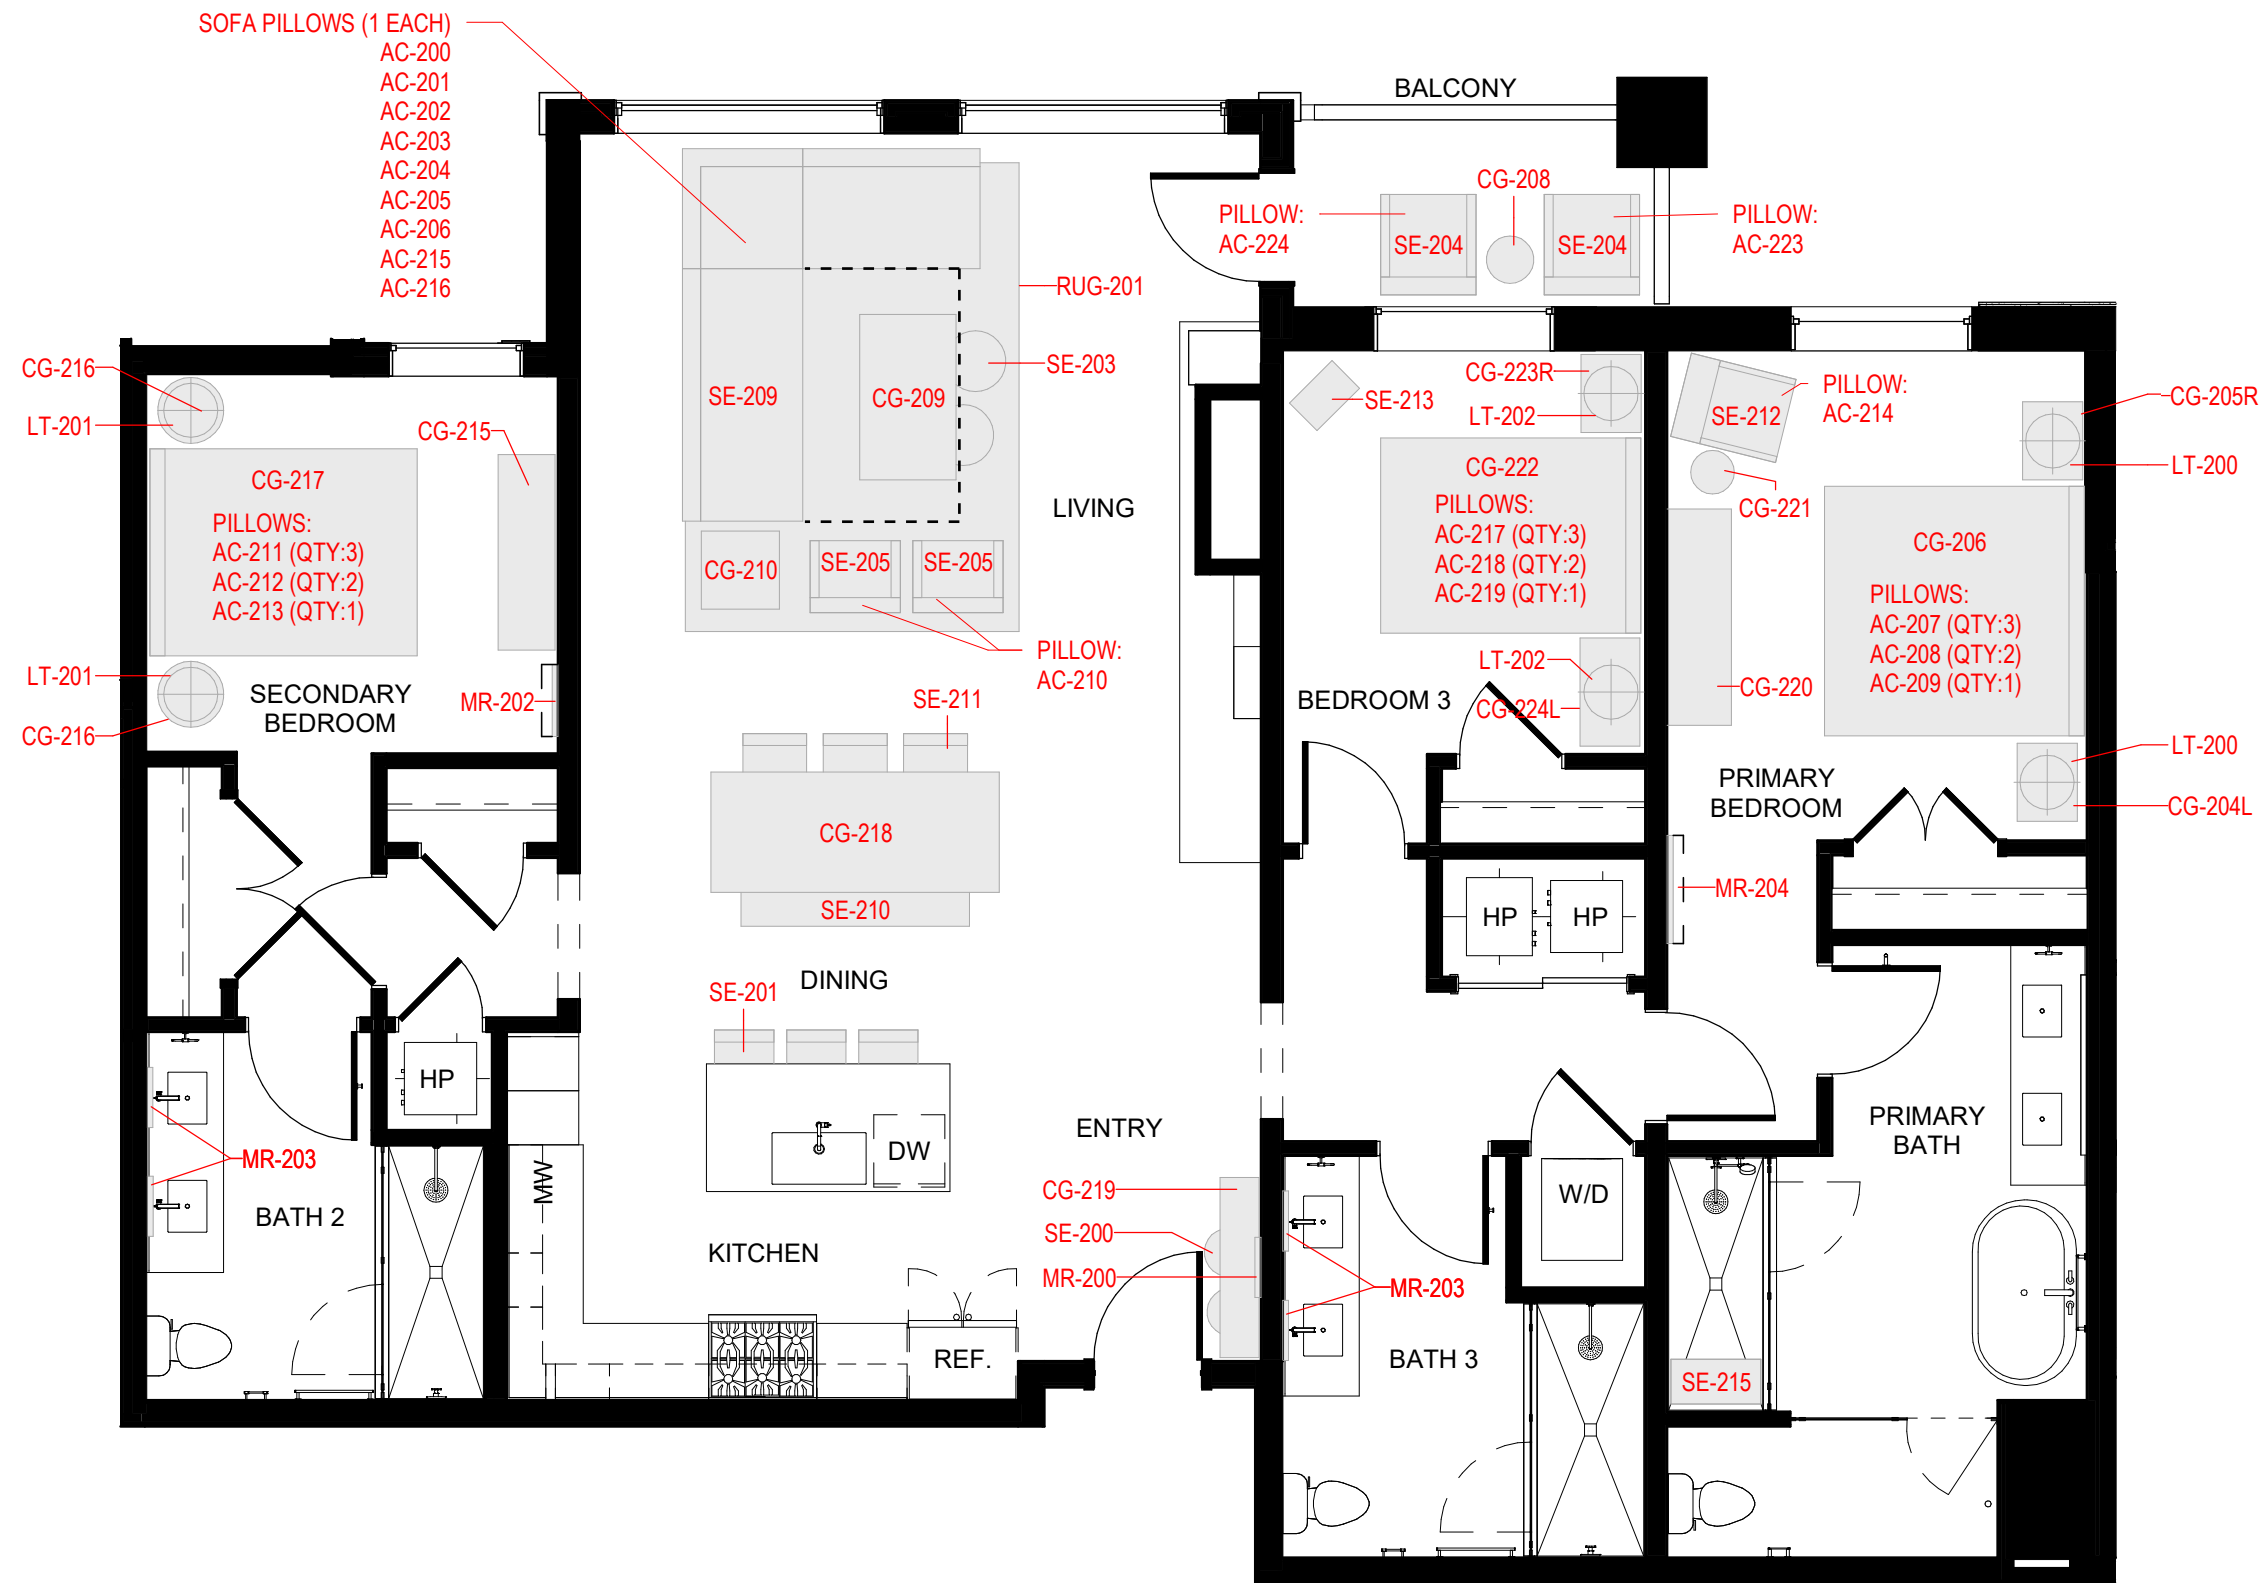 SOFA PILLOWS (1 EACH)
AC-200
AC-201
AC-202
AC-203
AC-204
AC-205
AC-206
AC-215
AC-216
BALCONY
CG-208
PILLOW:
AC-224
SE-204
SE-204
PILLOW:
AC-223
RUG-201
SE-203
SE-209
CG-209
LIVING
CG-210
SE-205
SE-205
PILLOW:
AC-210
CG-216
LT-201
CG-215
CG-217
PILLOWS:
AC-211 (QTY:3)
AC-212 (QTY:2)
AC-213 (QTY:1)
LT-201
CG-216
SECONDARY
BEDROOM
MR-202
CG-223R
SE-213
LT-202
CG-222
PILLOWS:
AC-217 (QTY:3)
AC-218 (QTY:2)
AC-219 (QTY:1)
LT-202
BEDROOM 3
CG-224L
PILLOW:
AC-214
SE-212
CG-205R
LT-200
CG-221
CG-206
PILLOWS:
AC-207 (QTY:3)
AC-208 (QTY:2)
AC-209 (QTY:1)
CG-220
LT-200
PRIMARY
BEDROOM
CG-204L
MR-204
SE-211
CG-218
SE-210
DINING
SE-201
HP
HP
HP
DW
ENTRY
MW
MR-203
BATH 2
KITCHEN
CG-219
SE-200
MR-200
REF.
W/D
MR-203
BATH 3
PRIMARY
BATH
SE-215